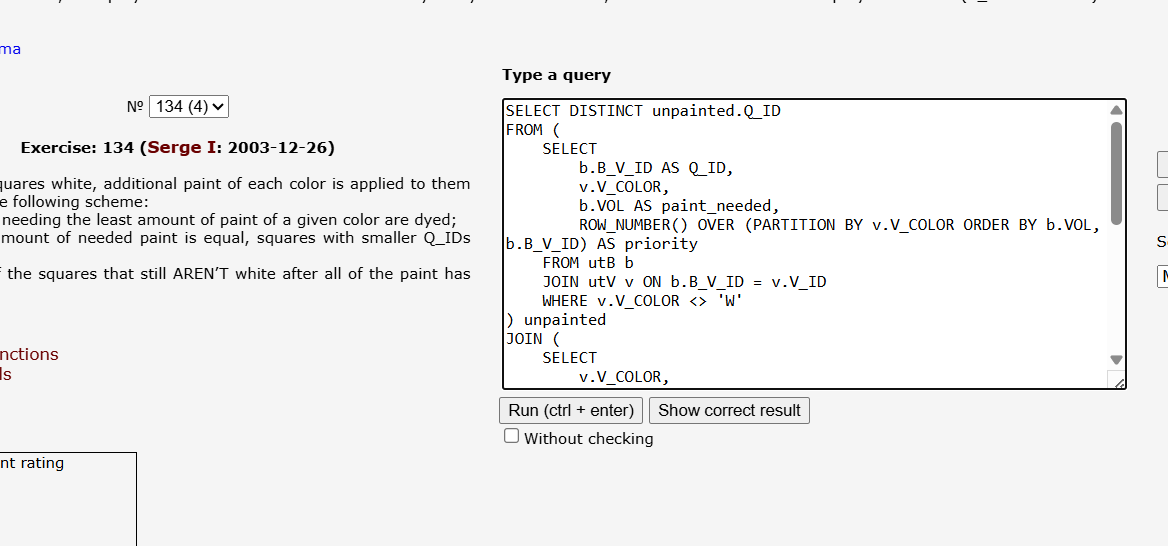 ma
Type a query
Nº 134 (4)
Exercise: 134 (Serge I: 2003-12-26)
quares white, additional paint of each color is applied to them
e following scheme:
needing the least amount of paint of a given color are dyed;
mount of needed paint is equal, squares with smaller Q_IDs
f the squares that still AREN'T white after all of the paint has
nctions
ls
nt rating
SELECT DISTINCT unpainted.Q_ID
FROM (
    SELECT
        b.B_V_ID AS Q_ID,
        v.V_COLOR,
        b.VOL AS paint_needed,
        ROW_NUMBER() OVER (PARTITION BY v.V_COLOR ORDER BY b.VOL,
b.B_V_ID) AS priority
    FROM utB b
    JOIN utV v ON b.B_V_ID = v.V_ID
    WHERE v.V_COLOR <> 'W'
) unpainted
JOIN (
    SELECT
        v.V_COLOR,
Run (ctrl + enter)
Show correct result
Without checking